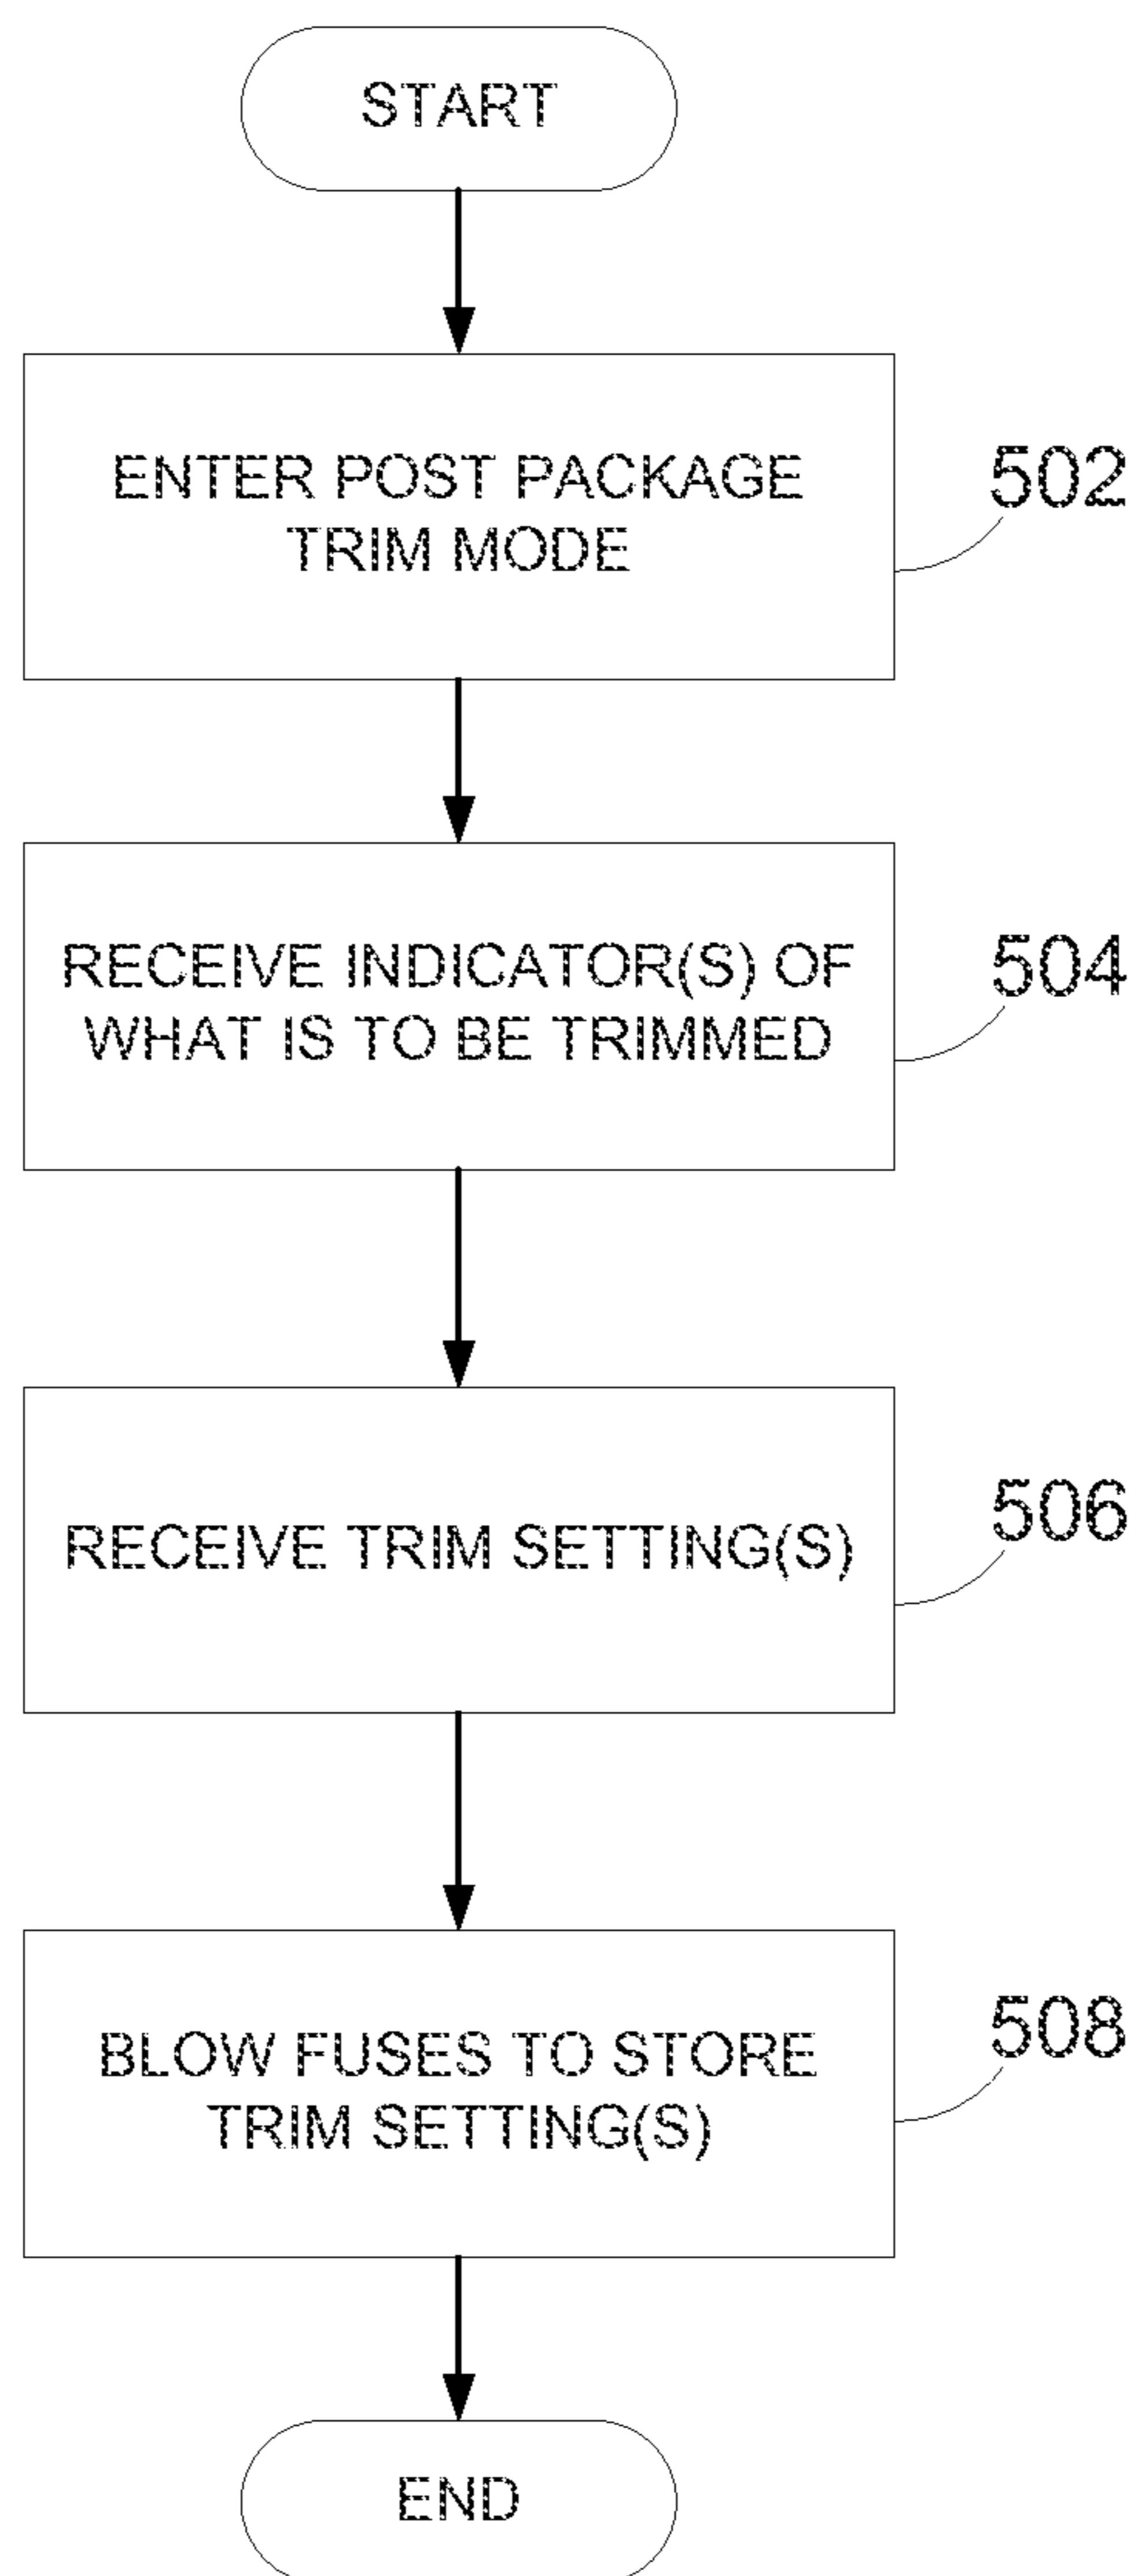 START
ENTER POST PACKAGE
TRIM MODE
502
RECEIVE INDICATOR(S) OF
WHAT IS TO BE TRIMMED
504
RECEIVE TRIM SETTING(S)
506
BLOW FUSES TO STORE
TRIM SETTING(S)
508
END